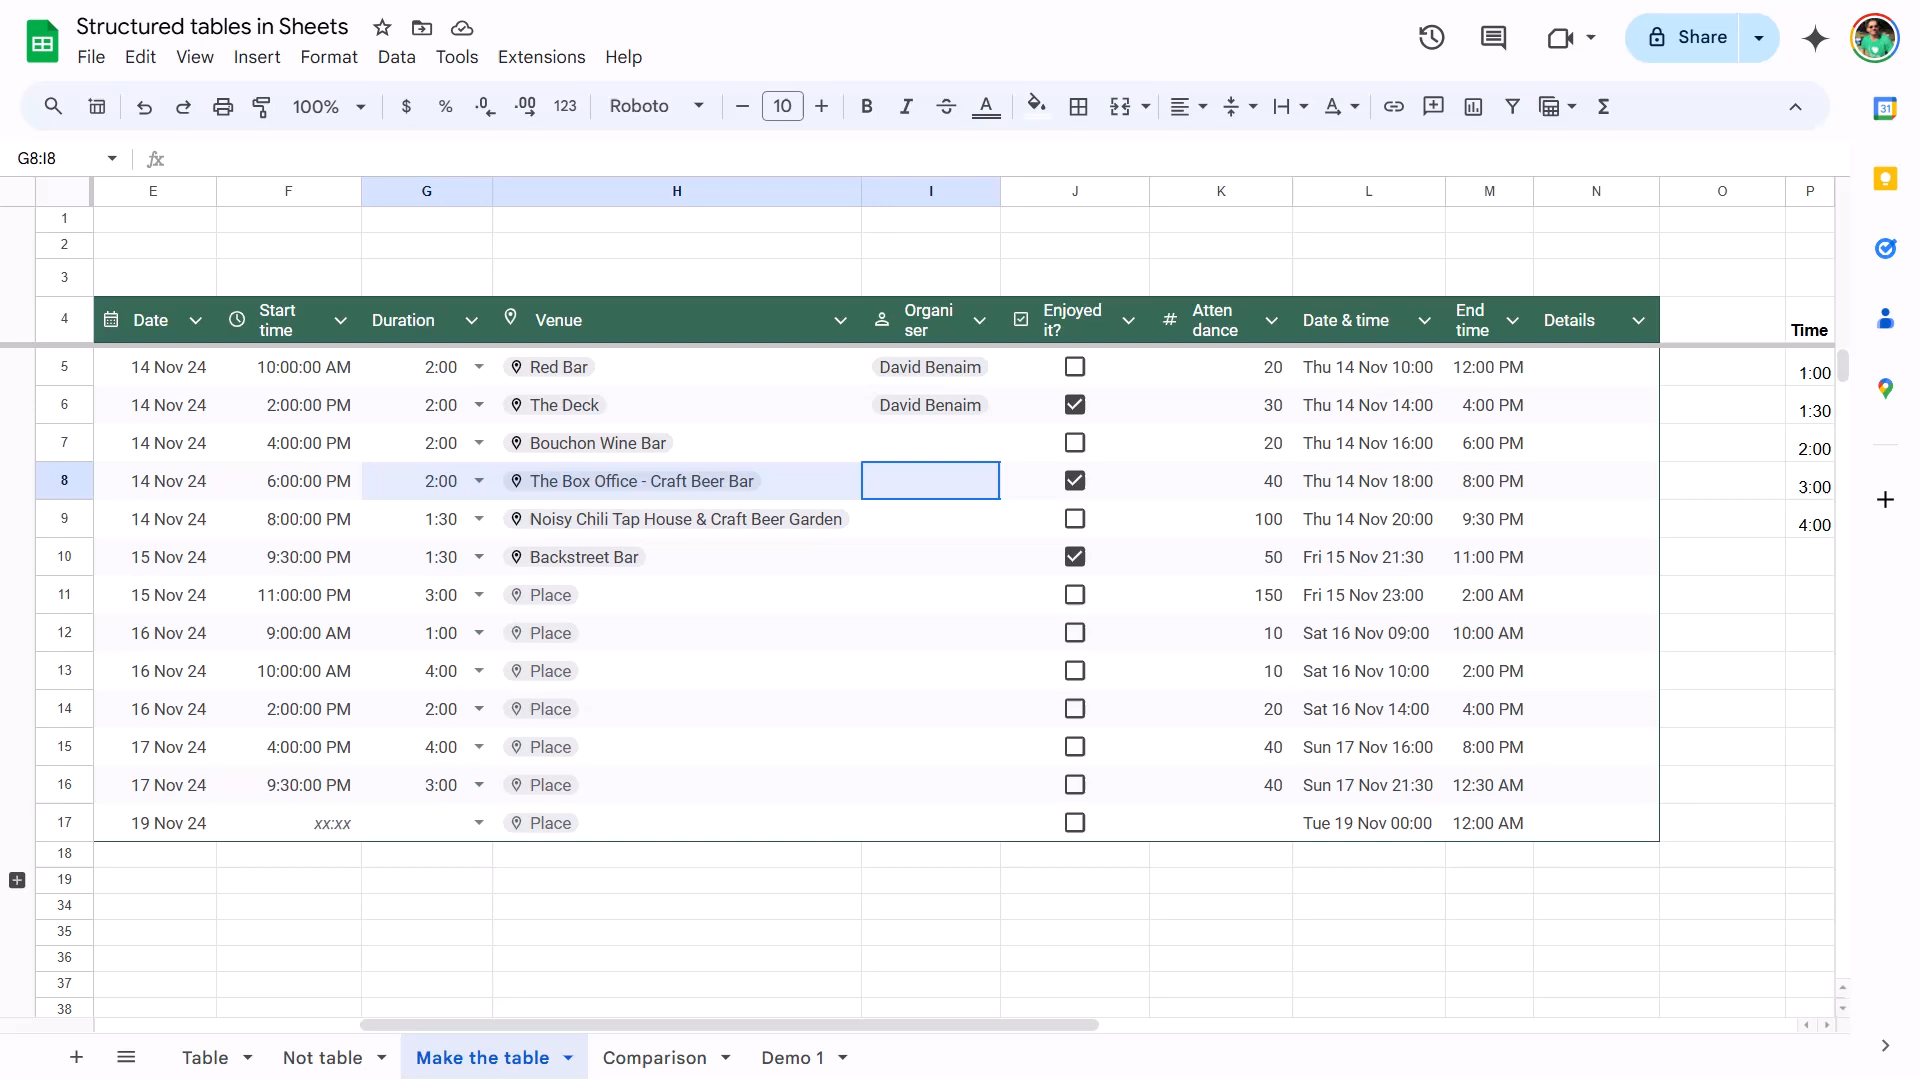 Structured tables in Sheets
File Edit View Insert Format Data Tools Extensions Help
Share
31
100% $ % .0 .00 123 Roboto 10 B I S A A Σ
G8:I8 fx
E F G H I J K L M N O P
1
2
3
4 Date Start time Duration Venue Organi ser Enjoyed it? # Atten dance Date & time End time Details Time
5 14 Nov 24 10:00:00 AM 2:00 Red Bar David Benaim 20 Thu 14 Nov 10:00 12:00 PM 1:00
6 14 Nov 24 2:00:00 PM 2:00 The Deck David Benaim 30 Thu 14 Nov 14:00 4:00 PM 1:30
7 14 Nov 24 4:00:00 PM 2:00 Bouchon Wine Bar 20 Thu 14 Nov 16:00 6:00 PM 2:00
8 14 Nov 24 6:00:00 PM 2:00 The Box Office - Craft Beer Bar 40 Thu 14 Nov 18:00 8:00 PM 3:00
9 14 Nov 24 8:00:00 PM 1:30 Noisy Chili Tap House & Craft Beer Garden 100 Thu 14 Nov 20:00 9:30 PM 4:00
10 15 Nov 24 9:30:00 PM 1:30 Backstreet Bar 50 Fri 15 Nov 21:30 11:00 PM
11 15 Nov 24 11:00:00 PM 3:00 Place 150 Fri 15 Nov 23:00 2:00 AM
12 16 Nov 24 9:00:00 AM 1:00 Place 10 Sat 16 Nov 09:00 10:00 AM
13 16 Nov 24 10:00:00 AM 4:00 Place 10 Sat 16 Nov 10:00 2:00 PM
14 16 Nov 24 2:00:00 PM 2:00 Place 20 Sat 16 Nov 14:00 4:00 PM
15 17 Nov 24 4:00:00 PM 4:00 Place 40 Sun 17 Nov 16:00 8:00 PM
16 17 Nov 24 9:30:00 PM 3:00 Place 40 Sun 17 Nov 21:30 12:30 AM
17 19 Nov 24 xx:xx Place Tue 19 Nov 00:00 12:00 AM
18
19
34
35
36
37
38
Table Not table Make the table Comparison Demo 1